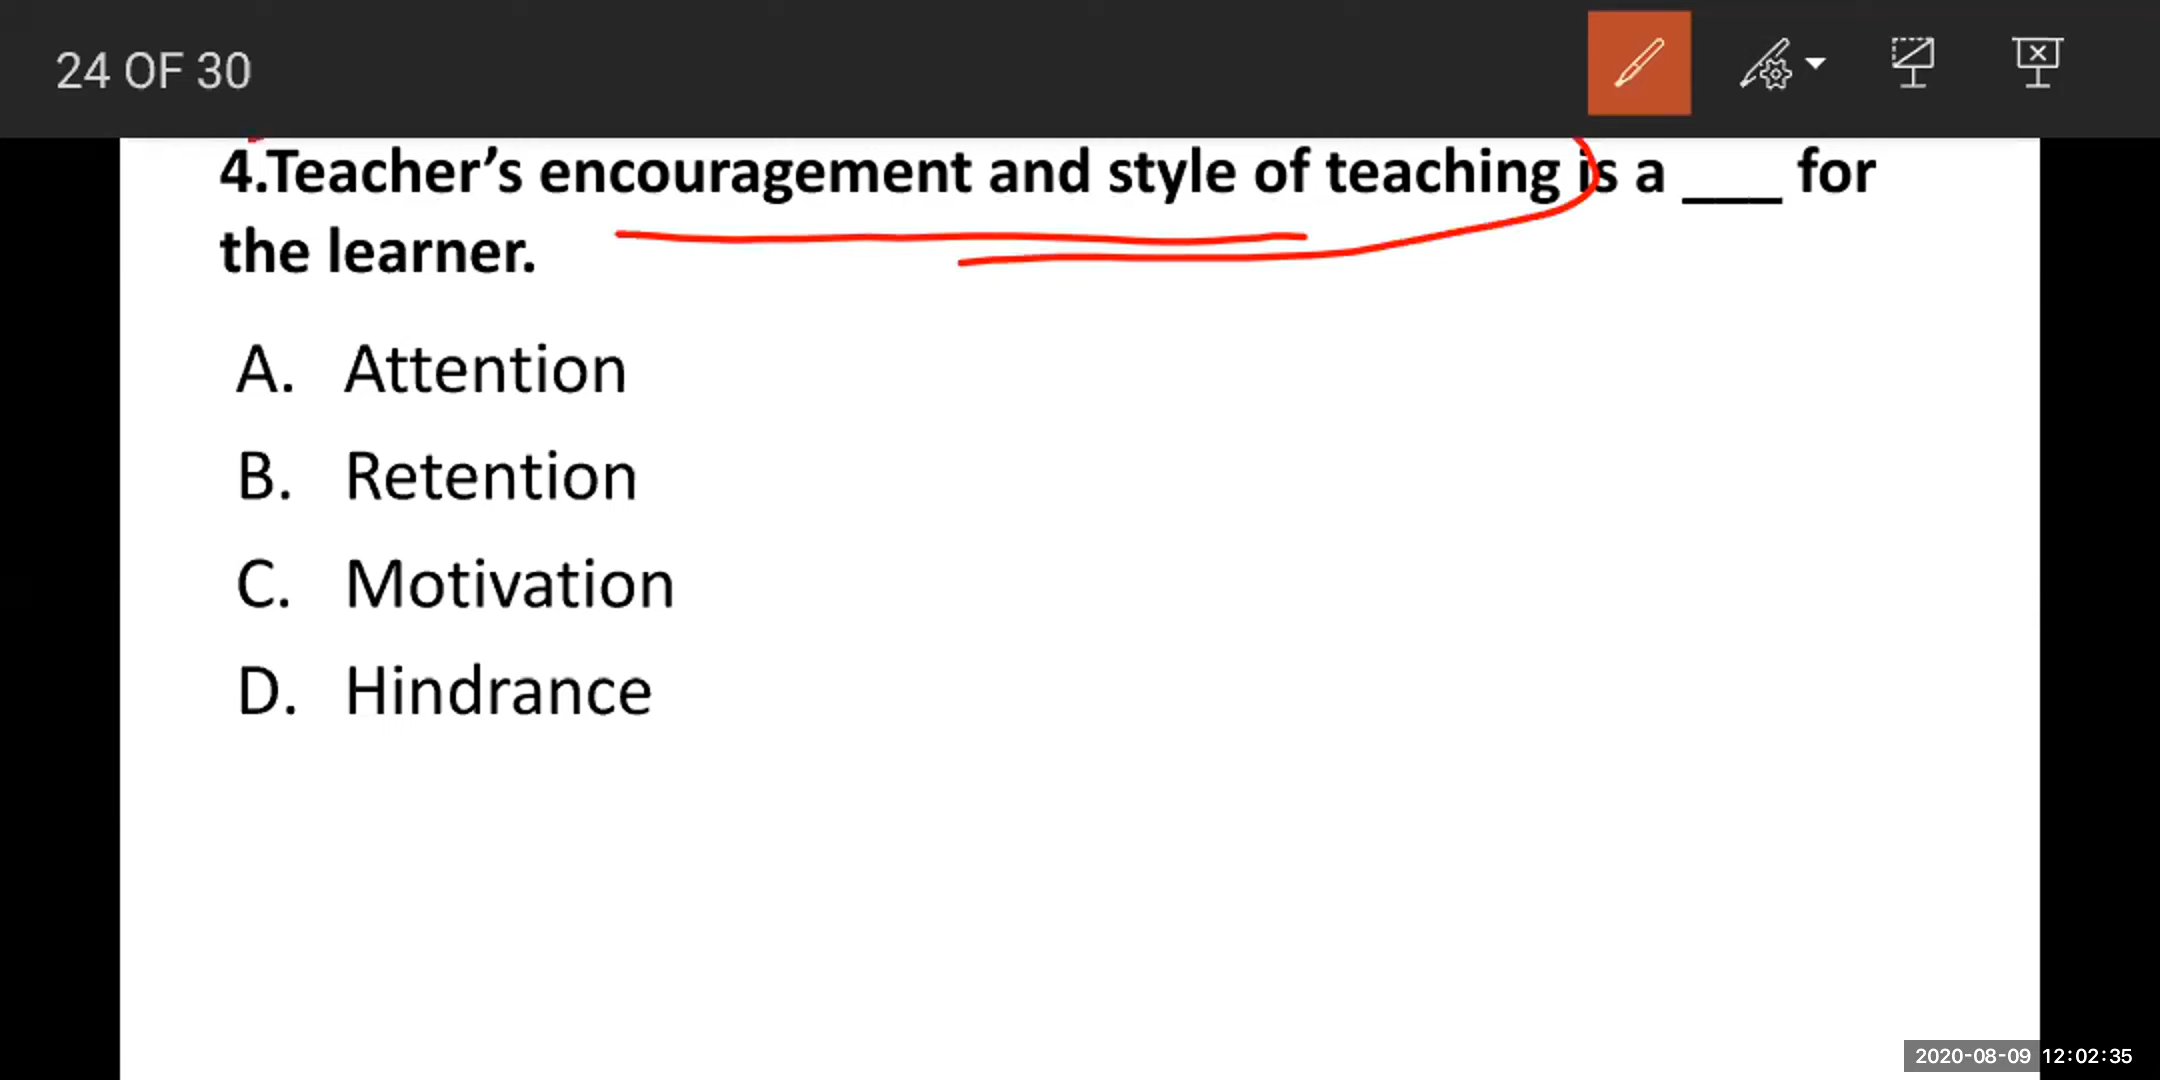 24 OF 30
4.Teacher’s encouragement and style of teaching is a ___ for
the learner.
A. Attention
B. Retention
C. Motivation
D. Hindrance
2020-08-09 12:02:35